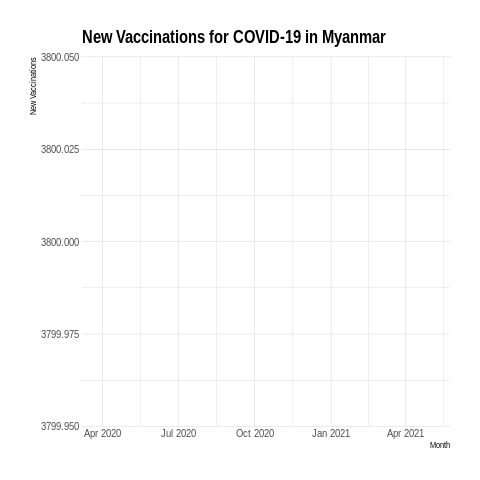 New Vaccinations for COVID-19 in Myanmar
New Vaccinations
3800.050
3800.025
3800.000
3799.975
3799.950
Apr 2020 Jul 2020 Oct 2020 Jan 2021 Apr 2021
Month